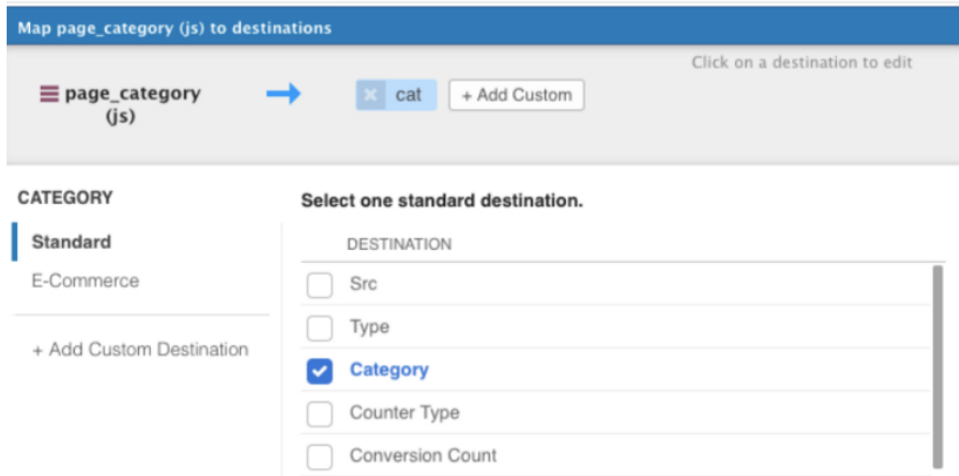 Map page_category (js) to destinations
Click on a destination to edit
page_category
(js)
× cat
+ Add Custom
CATEGORY
Standard
E-Commerce
+ Add Custom Destination
Select one standard destination.
DESTINATION
Src
Type
Category
Counter Type
Conversion Count